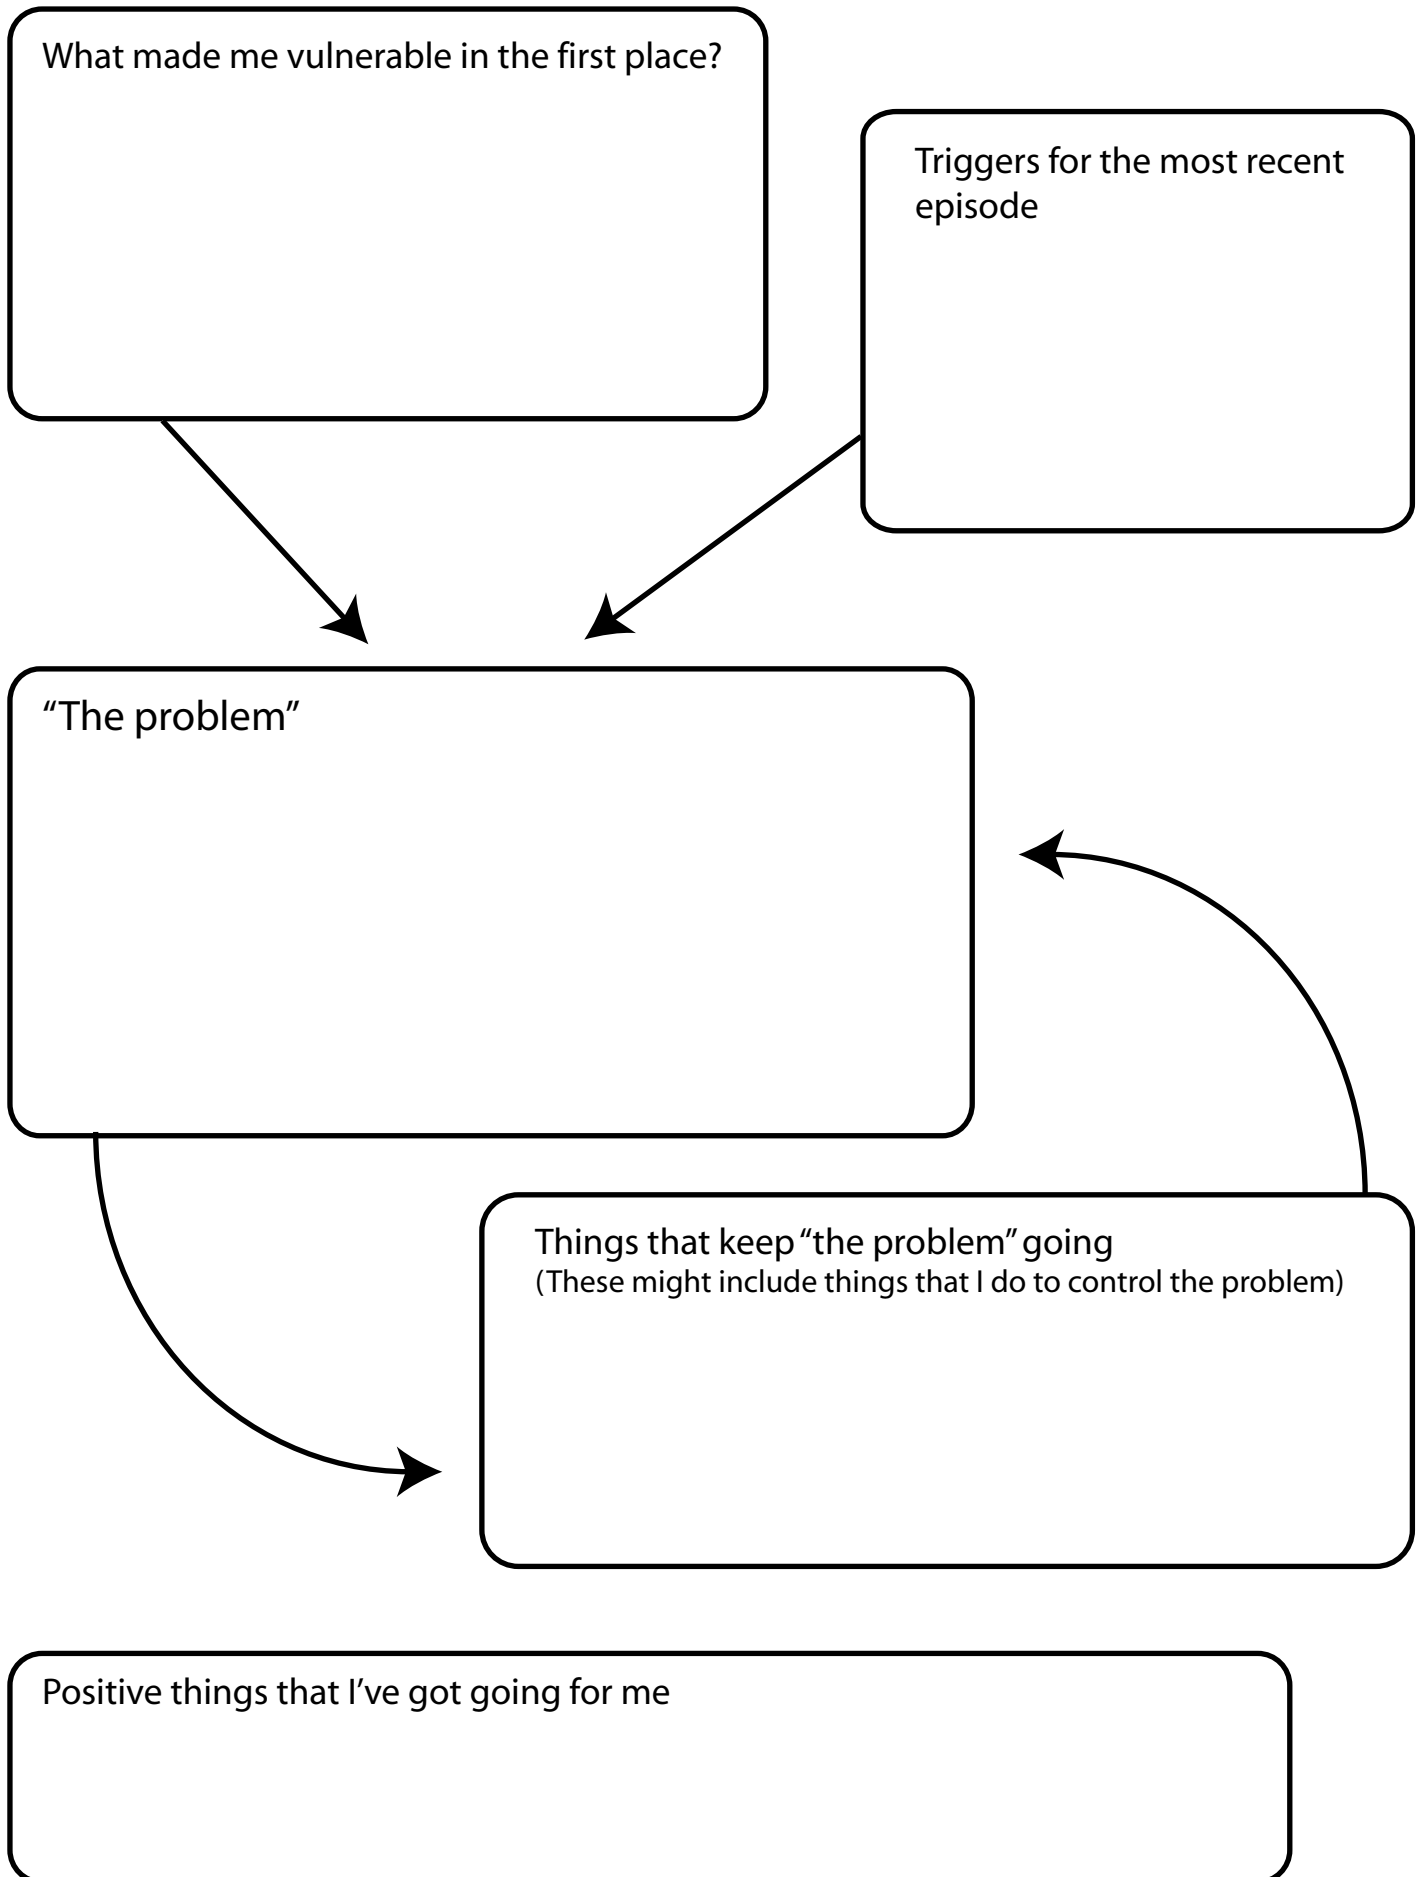 What made me vulnerable in the first place?
Triggers for the most recent
episode
“The problem”
Things that keep “the problem” going
(These might include things that I do to control the problem)
Positive things that I’ve got going for me